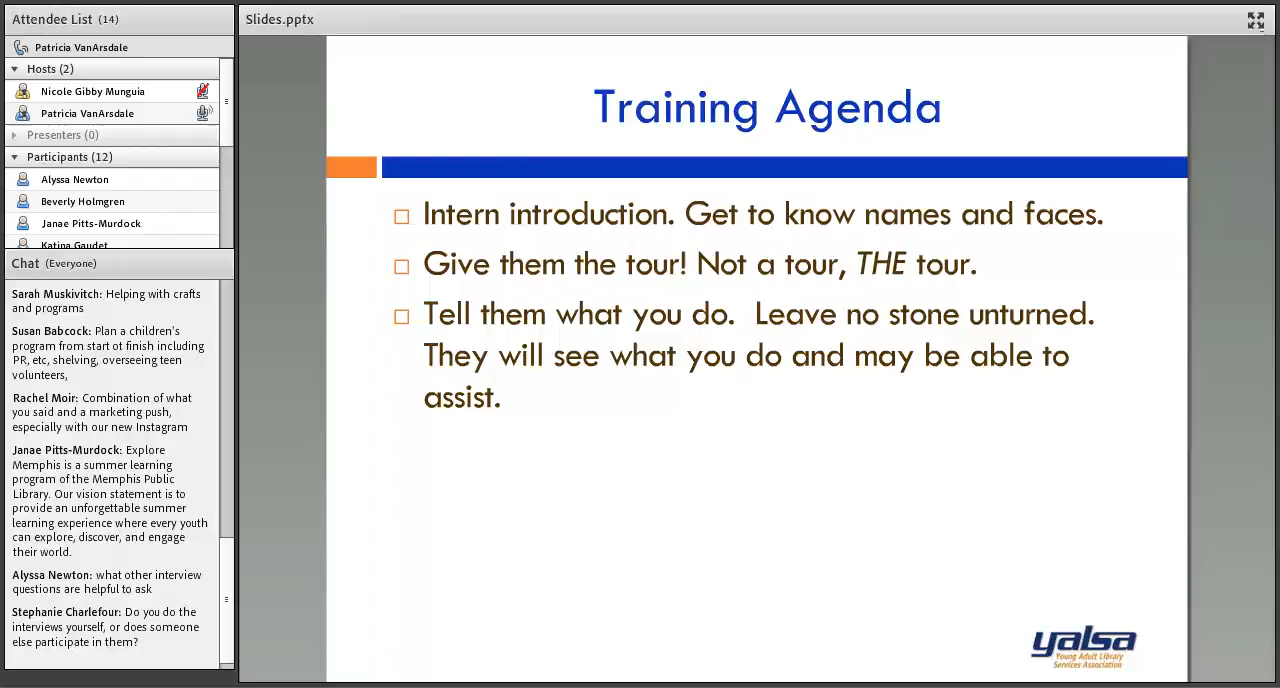 Attendee List (14)
Patricia VanArsdale
Hosts (2)
Nicole Gibby Munguia
Patricia VanArsdale
Presenters (0)
Participants (12)
Alyssa Newton
Beverly Holmgren
Janae Pitts-Murdock
Katina Gaudet
Chat (Everyone)
Sarah Muskivitch: Helping with crafts
and programs
Susan Babcock: Plan a children's
program from start ot finish including
PR, etc, shelving, overseeing teen
volunteers,
Rachel Moir: Combination of what
you said and a marketing push,
especially with our new Instagram
Janae Pitts-Murdock: Explore
Memphis is a summer learning
program of the Memphis Public
Library. Our vision statement is to
provide an unforgettable summer
learning experience where every youth
can explore, discover, and engage
their world.
Alyssa Newton: what other interview
questions are helpful to ask
Stephanie Charlefour: Do you do the
interviews yourself, or does someone
else participate in them?
Slides.pptx
Training Agenda
Intern introduction. Get to know names and faces.
Give them the tour! Not a tour, THE tour.
Tell them what you do.  Leave no stone unturned.
They will see what you do and may be able to
assist.
yalsa
Young Adult Library
Services Association